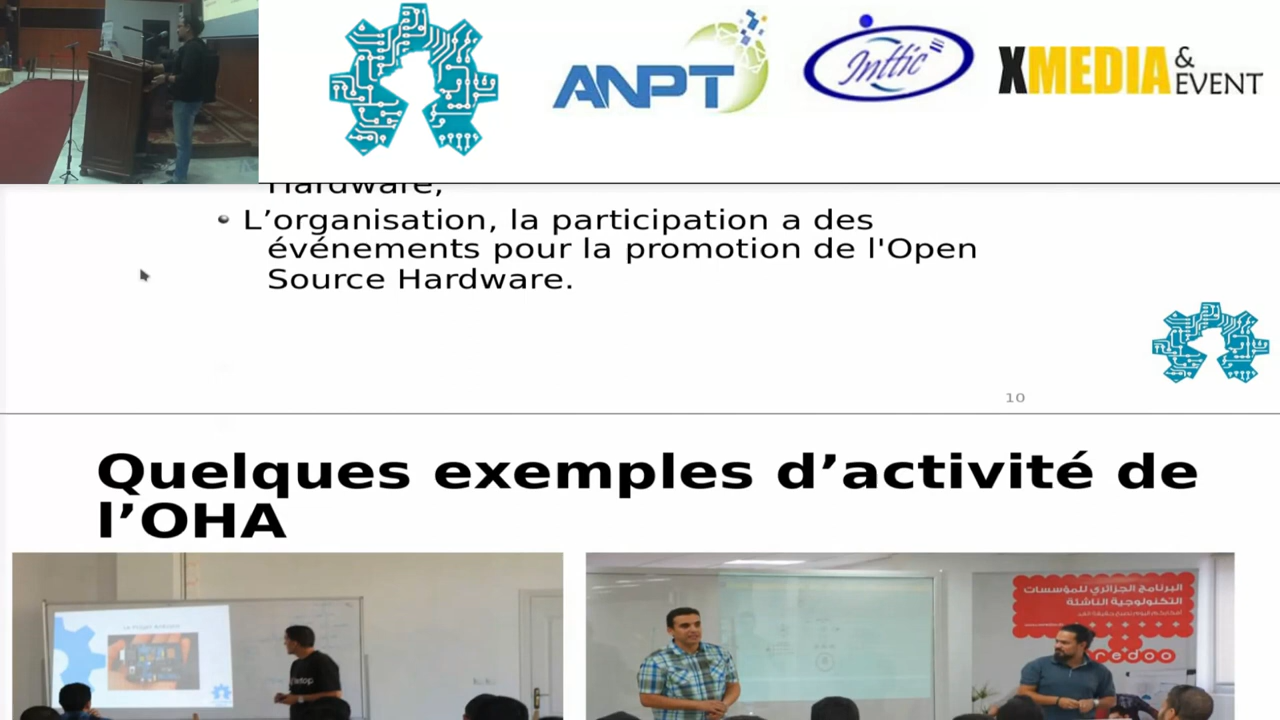 ANPT
Inttic
XMEDIA & EVENT
Hardware,
L’organisation, la participation a des
événements pour la promotion de l'Open
Source Hardware.
10
Quelques exemples d’activité de
l’OHA
البرنامج الجزائري للمؤسسات
التكنولوجية الناشئة